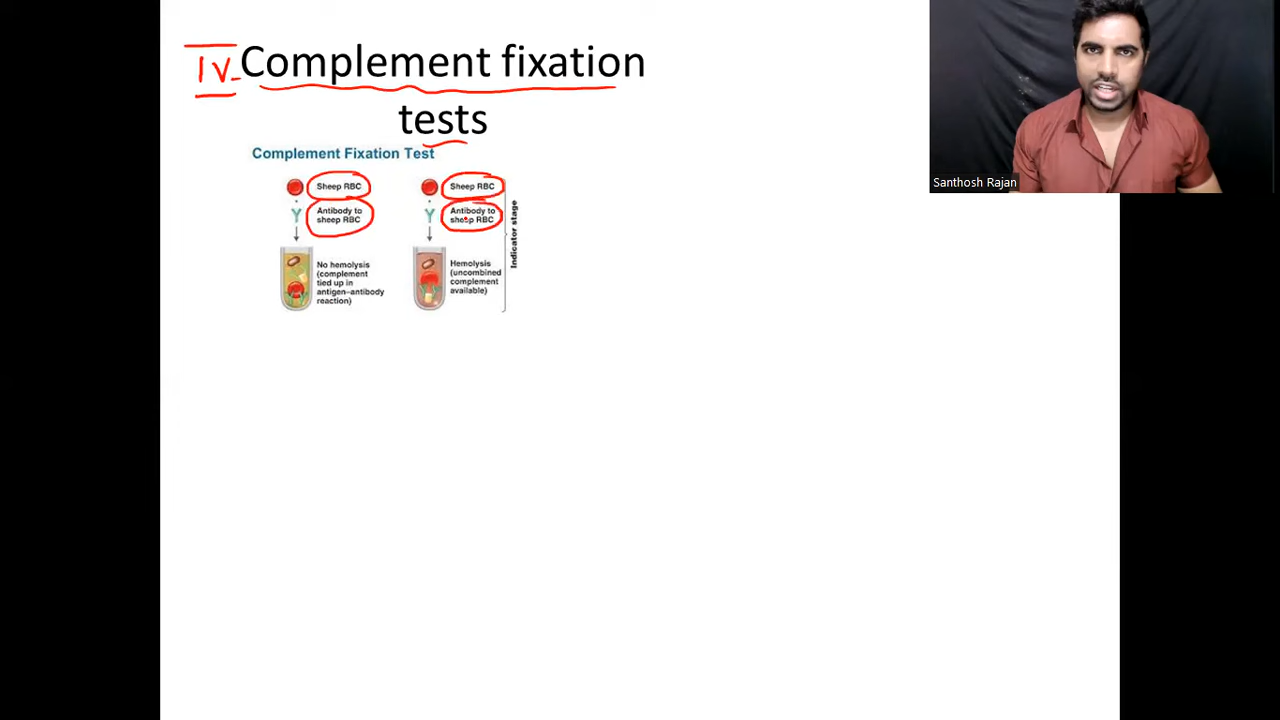 IV- Complement fixation
tests
Complement Fixation Test
Sheep RBC
Antibody to
sheep RBC
No hemolysis
(complement
tied up in
antigen–antibody
reaction)
Sheep RBC
Antibody to
sheep RBC
Hemolysis
(uncombined
complement
available)
Indicator stage
Santhosh Rajan